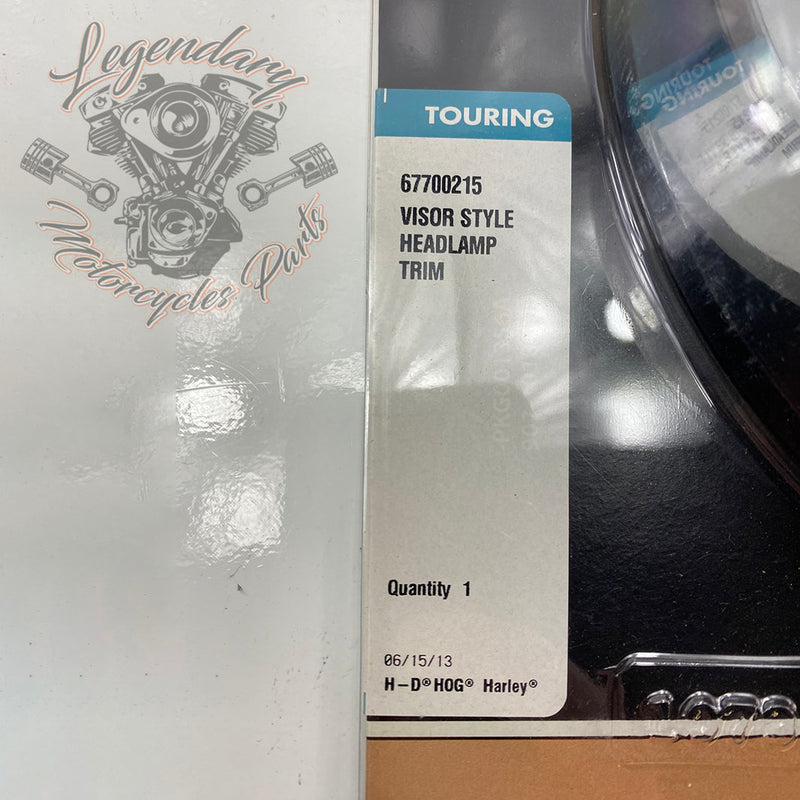 Legendary
Motorcycles Parts
TOURING
67700215
VISOR STYLE
HEADLAMP
TRIM
Quantity 1
06/15/13
H-D® HOG® Harley®
TOURING